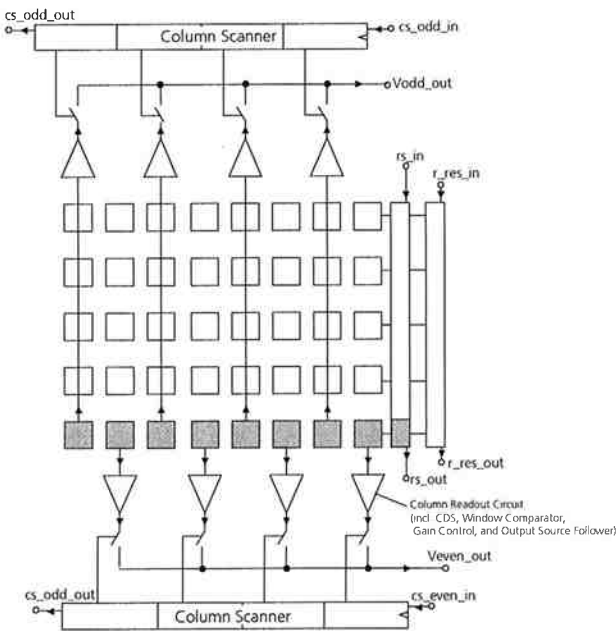 cs_odd_out
Column Scanner
cs_odd_in
Vodd_out
rs_in
r_res_in
r_res_out
rs_out
Column Readout Circuit
(incl CDS, Window Comparator,
Gain Control, and Output Source Follower)
Veven_out
cs_odd_out
cs_even_in
Column Scanner